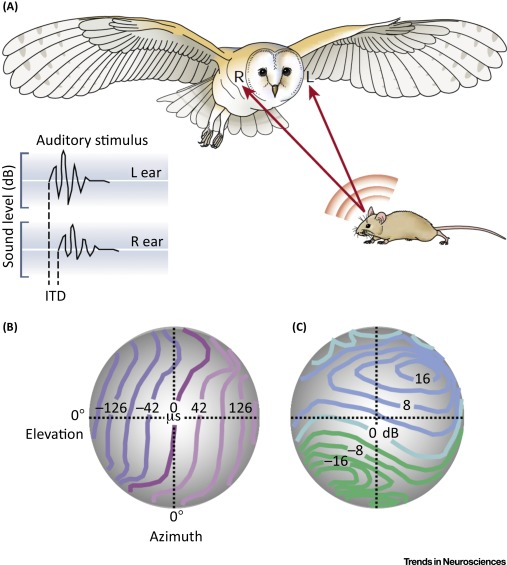 (A)
R
L
Auditory stimulus
Sound level (dB)
L ear
R ear
ITD
(B)
(C)
0° −126 −42 0 42 126
μs
Elevation
0°
Azimuth
16
8
0 dB
−8
−16
Trends in Neurosciences